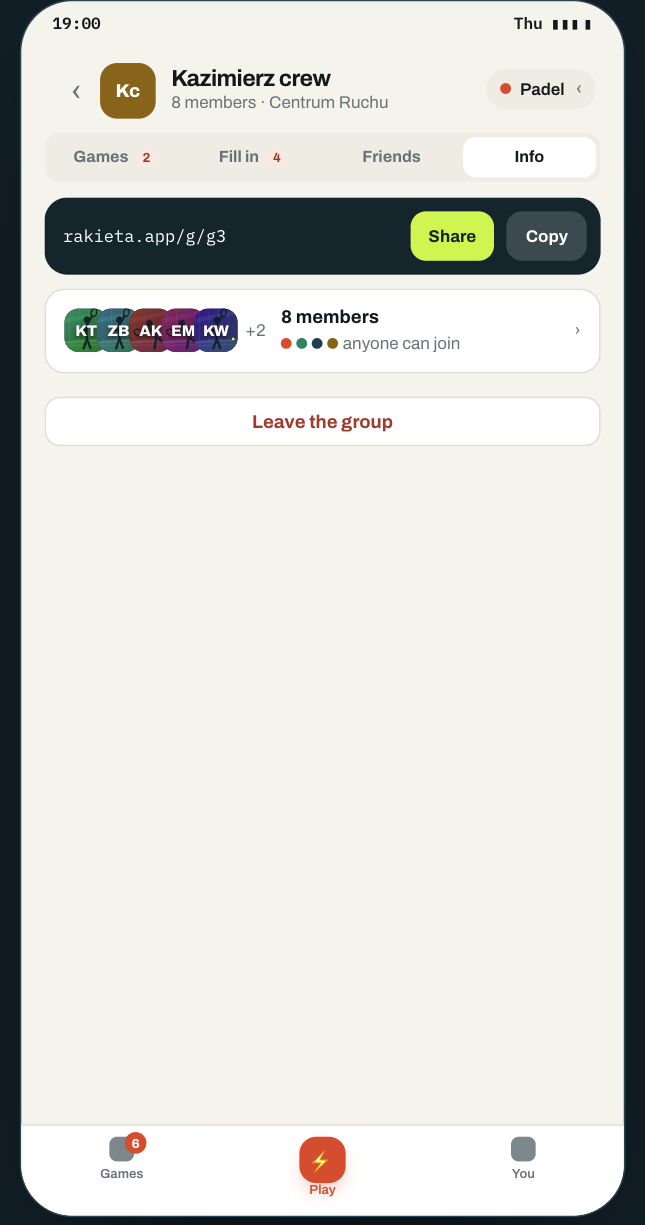 19:00
Thu
‹
Kc
Kazimierz crew
8 members · Centrum Ruchu
Padel ‹
Games 2
Fill in 4
Friends
Info
rakieta.app/g/g3
Share
Copy
KT ZB AK EM KW +2
8 members
anyone can join
›
Leave the group
6
Games
Play
You